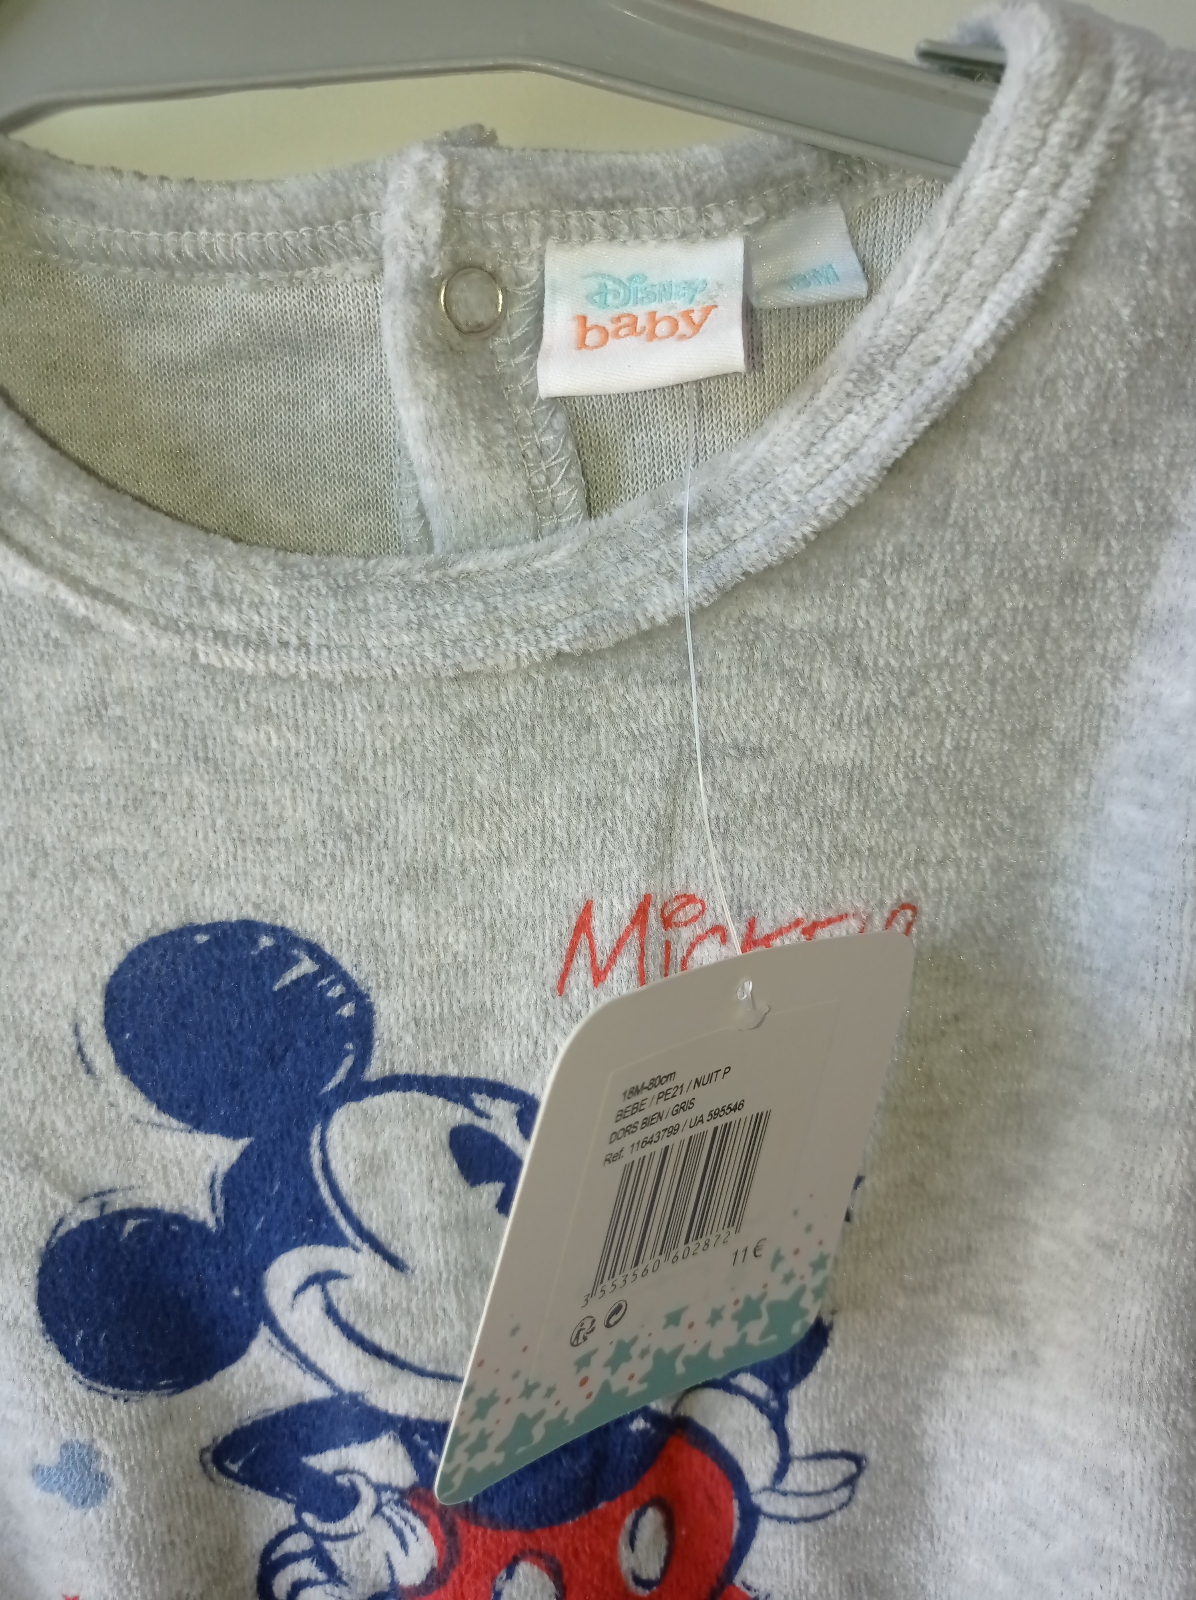 Disney
baby
18M
Mickey
18M-80cm
BEBE / PE21 / NUIT P
DORS BIEN / GRIS
Ref. 11643799 / UA 595546
3 553560 602872
11 €